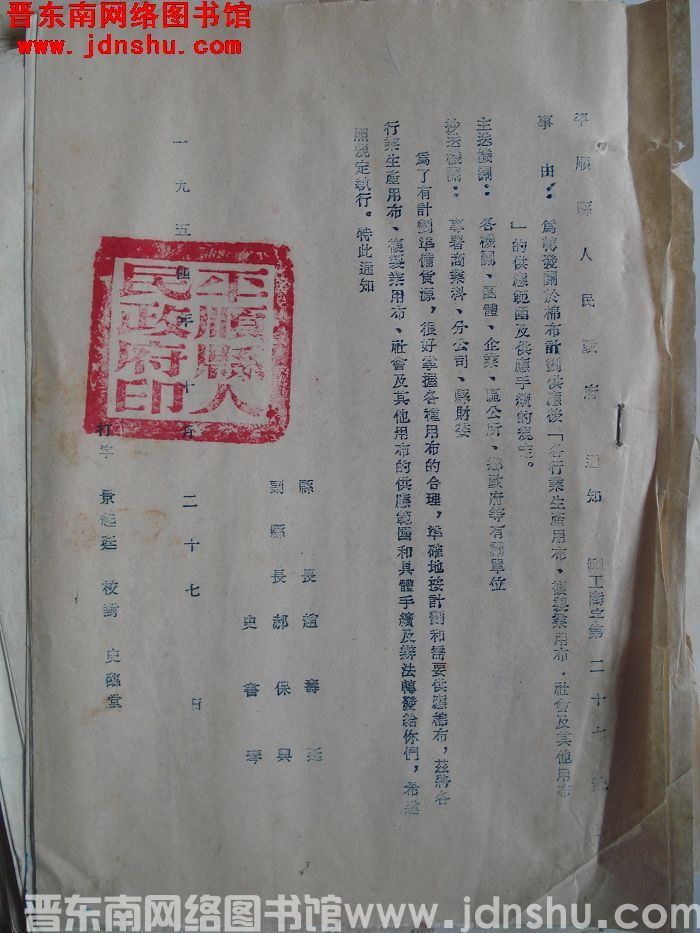 晋东南网络图书馆
www.jdnshu.com
平順縣人民政府通知
工商字第二十七號
事由：為轉發關於棉布計劃供應後「各行業生產用布、複製業用布、社會及其他用布
」的供應範圍及供應手續的規定。
主送機關：各機關、團體、企業、區公所、鄉政府等有關單位
抄送機關：專署商業科、分公司、縣財委
為了有計劃準備貨源，很好掌握各種用布的合理，準確地按計劃和需要供應棉布，茲將各
行業生產用布、複製業用布、社會及其他用布的供應範圍和具體手續及辦法轉發給你們，希遵
照規定執行。特此通知
縣長趙壽延
副縣長郝保具
史書琴
一九五四年十月二十七日
平順縣人
民政府印
打字 景起廷 校對 史臨堂
晋东南网络图书馆 www.jdnshu.com